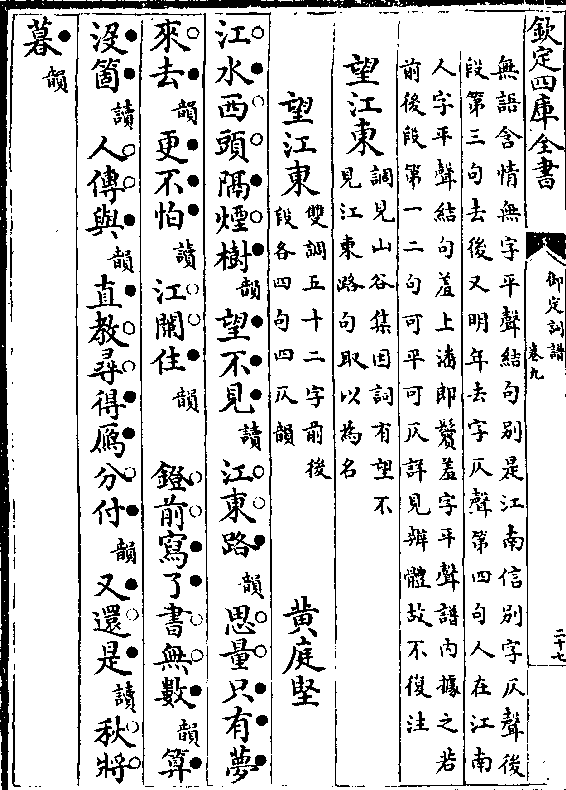 欽定四庫全書
御定詞譜
卷九
二十七
無語含情無字平聲結句别是江南信别字仄聲後
段第三句去後又明年去字仄聲第四句人在江南
人字平聲結句羞上潘郎鬢羞字平聲譜内據之若
前後段第一二句可平可仄詳見辨體故不復注
望江東
調見山谷集因詞有望不
見江東路句取以為名
望江東
雙調五十二字前後
段各四句四仄韻
黄庭堅
江水西頭隔煙樹韻望不見讀江東路韻思量只有夢
來去韻更不怕讀江闌住韻鐙前寫了書無數韻算
沒箇讀人傳與韻直教尋得鴈分付韻又還是讀秋將
暮韻